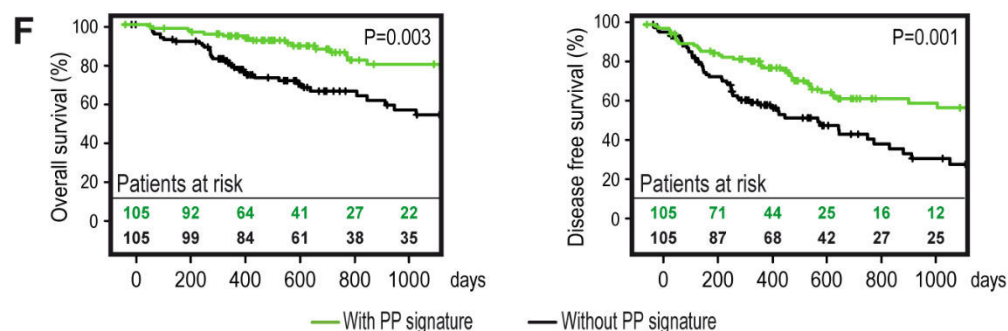 F
Overall survival (%)
100
80
60
40
20
0
P=0.003
Patients at risk
105 92 64 41 27 22
105 99 84 61 38 35
0 200 400 600 800 1000 days
Disease free survival (%)
100
80
60
40
20
0
P=0.001
Patients at risk
105 71 44 25 16 12
105 87 68 42 27 25
0 200 400 600 800 1000 days
With PP signature
Without PP signature